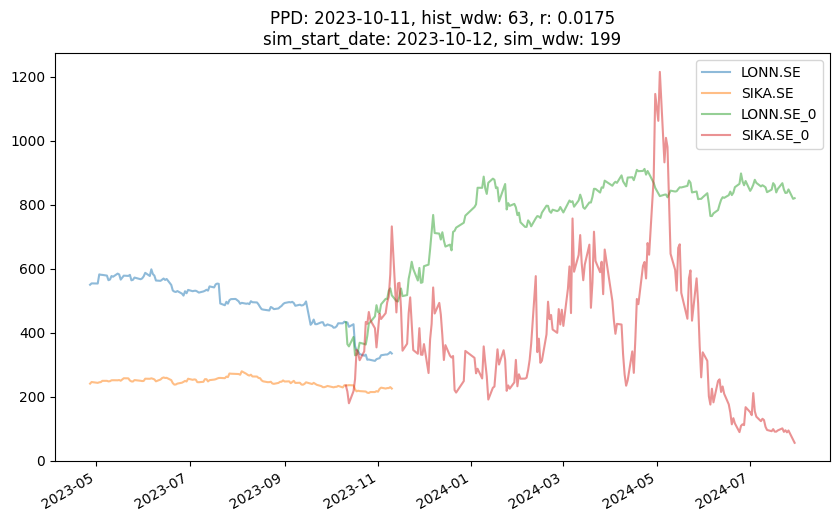 PPD: 2023-10-11, hist_wdw: 63, r: 0.0175
sim_start_date: 2023-10-12, sim_wdw: 199
LONN.SE
SIKA.SE
LONN.SE_0
SIKA.SE_0
1200
1000
800
600
400
200
0
2023-05
2023-07
2023-09
2023-11
2024-01
2024-03
2024-05
2024-07